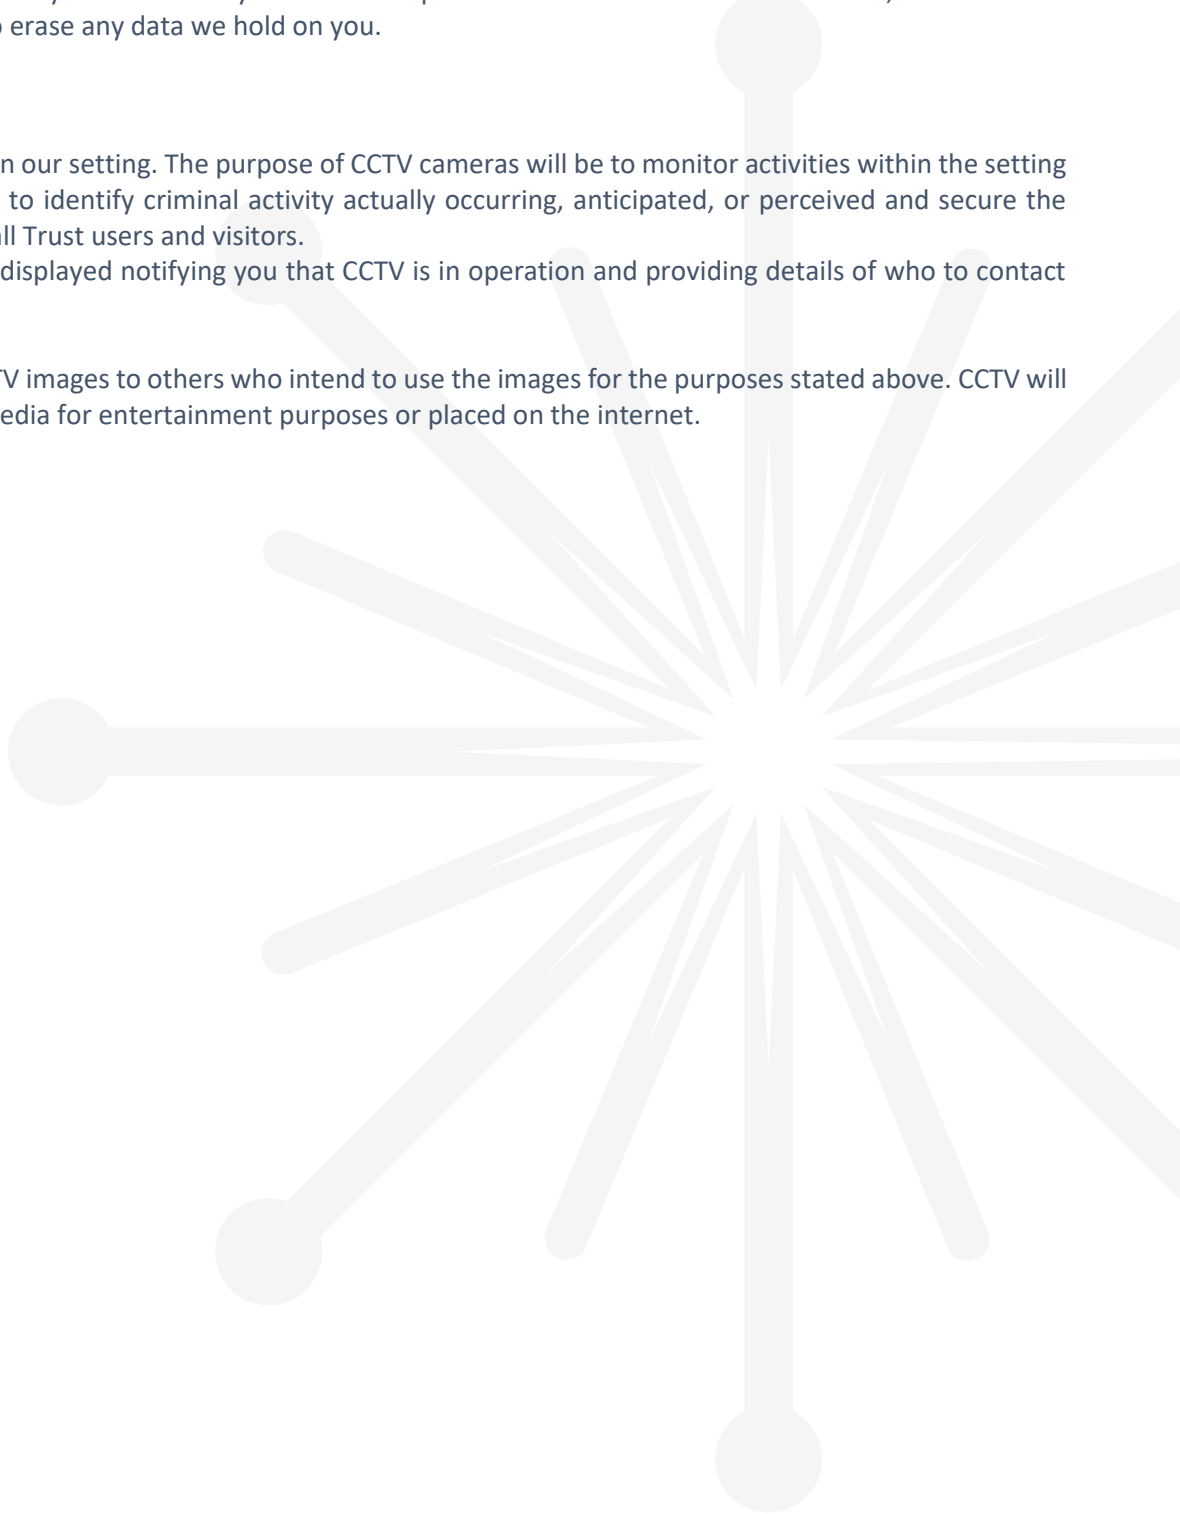 erase any data we hold on you.
n our setting. The purpose of CCTV cameras will be to monitor activities within the setting
to identify criminal activity actually occurring, anticipated, or perceived and secure the
all Trust users and visitors.
displayed notifying you that CCTV is in operation and providing details of who to contact
TV images to others who intend to use the images for the purposes stated above. CCTV will
edia for entertainment purposes or placed on the internet.